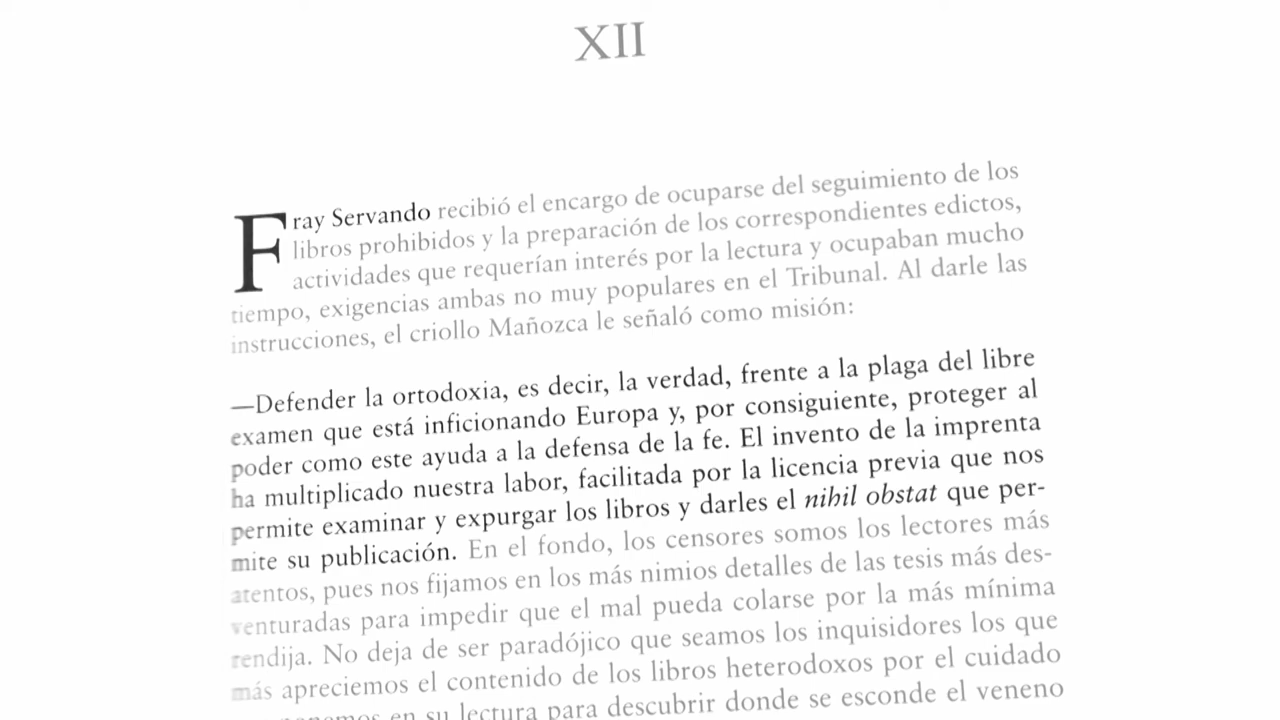 XII
Fray Servando recibió el encargo de ocuparse del seguimiento de los
libros prohibidos y la preparación de los correspondientes edictos,
actividades que requerían interés por la lectura y ocupaban mucho
tiempo, exigencias ambas no muy populares en el Tribunal. Al darle las
instrucciones, el criollo Mañozca le señaló como misión:
—Defender la ortodoxia, es decir, la verdad, frente a la plaga del libre
examen que está inficionando Europa y, por consiguiente, proteger al
poder como este ayuda a la defensa de la fe. El invento de la imprenta
ha multiplicado nuestra labor, facilitada por la licencia previa que nos
permite examinar y expurgar los libros y darles el nihil obstat que per-
mite su publicación. En el fondo, los censores somos los lectores más
atentos, pues nos fijamos en los más nimios detalles de las tesis más des-
venturadas para impedir que el mal pueda colarse por la más mínima
rendija. No deja de ser paradójico que seamos los inquisidores los que
más apreciemos el contenido de los libros heterodoxos por el cuidado
en su lectura para descubrir donde se esconde el veneno